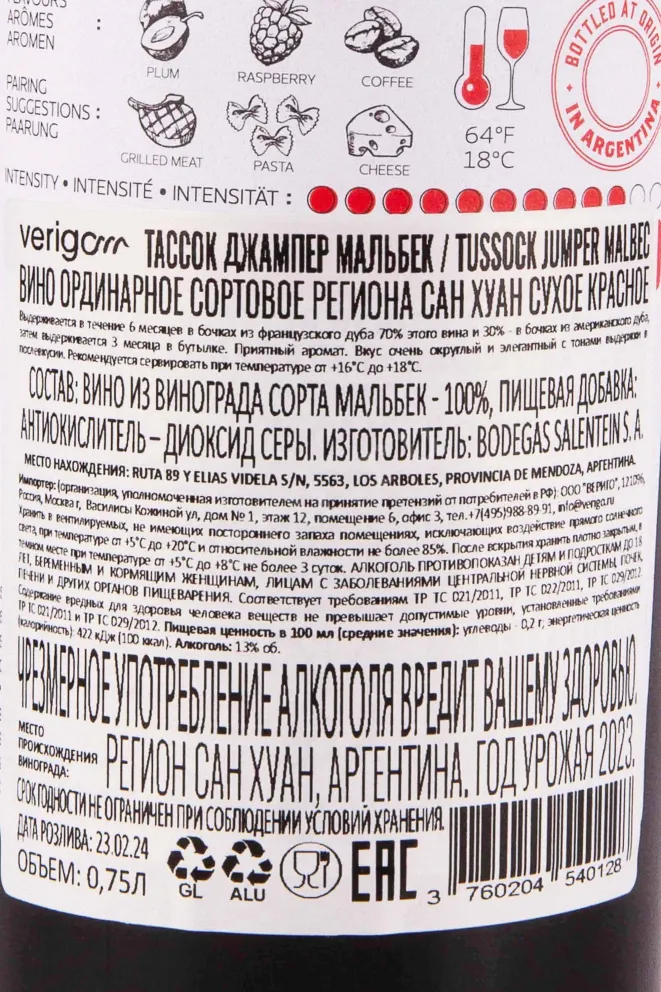 ARÔMES :
AROMEN
PLUM
RASPBERRY
COFFEE
BOTTLED AT ORIGIN • IN ARGENTINA
PAIRING
SUGGESTIONS :
PAARUNG
GRILLED MEAT
PASTA
CHEESE
64°F
18°C
INTENSITY • INTENSITÉ • INTENSITÄT :
verigo
ТАССОК ДЖАМПЕР МАЛЬБЕК / TUSSOCK JUMPER MALBEC
ВИНО ОРДИНАРНОЕ СОРТОВОЕ РЕГИОНА САН ХУАН СУХОЕ КРАСНОЕ
Выдерживается в течение 6 месяцев в бочках из французского дуба 70% этого вина и 30% - в бочках из американского дуба,
затем выдерживается 3 месяца в бутылке. Приятный аромат. Вкус очень округлый и элегантный с тонами выдержки в
послевкусии. Рекомендуется сервировать при температуре от +16°С до +18°С.
СОСТАВ: ВИНО ИЗ ВИНОГРАДА СОРТА МАЛЬБЕК - 100%, ПИЩЕВАЯ ДОБАВКА:
АНТИОКИСЛИТЕЛЬ – ДИОКСИД СЕРЫ. ИЗГОТОВИТЕЛЬ: BODEGAS SALENTEIN S. A.
МЕСТО НАХОЖДЕНИЯ: RUTA 89 Y ELIAS VIDELA S/N, 5563, LOS ARBOLES, PROVINCIA DE MENDOZA, АРГЕНТИНА.
Импортер: (организация, уполномоченная изготовителем на принятие претензий от потребителей в РФ): ООО "ВЕРИГО", 121096,
Россия, Москва г, Василисы Кожиной ул, дом № 1, этаж 12, помещение 6, офис 3, тел.+7(495)988-89-91, info@verigo.ru
Хранить в вентилируемых, не имеющих постороннего запаха помещениях, исключающих воздействие прямого солнечного
света, при температуре от +5°С до +20°С и относительной влажности не более 85%. После вскрытия хранить плотно закрытым, в
темном месте при температуре от +5°С до +8°С не более 3 суток. АЛКОГОЛЬ ПРОТИВОПОКАЗАН ДЕТЯМ И ПОДРОСТКАМ ДО 18
ЛЕТ, БЕРЕМЕННЫМ И КОРМЯЩИМ ЖЕНЩИНАМ, ЛИЦАМ С ЗАБОЛЕВАНИЯМИ ЦЕНТРАЛЬНОЙ НЕРВНОЙ СИСТЕМЫ, ПОЧЕК,
ПЕЧЕНИ И ДРУГИХ ОРГАНОВ ПИЩЕВАРЕНИЯ. Соответствует требованиям ТР ТС 021/2011, ТР ТС 022/2011, ТР ТС 029/2012.
Содержание вредных для здоровья человека веществ не превышает допустимые уровни, установленные требованиями
ТР ТС 021/2011 и ТР ТС 029/2012. Пищевая ценность в 100 мл (средние значения): углеводы - 0,2 г; энергетическая ценность
(калорийность): 422 кДж (100 ккал). Алкоголь: 13% об.
ЧРЕЗМЕРНОЕ УПОТРЕБЛЕНИЕ АЛКОГОЛЯ ВРЕДИТ ВАШЕМУ ЗДОРОВЬЮ.
МЕСТО
ПРОИСХОЖДЕНИЯ
ВИНОГРАДА:
РЕГИОН САН ХУАН, АРГЕНТИНА. ГОД УРОЖАЯ 2023.
СРОК ГОДНОСТИ НЕ ОГРАНИЧЕН ПРИ СОБЛЮДЕНИИ УСЛОВИЙ ХРАНЕНИЯ.
ДАТА РОЗЛИВА: 23.02.24
ОБЪЕМ: 0,75Л
GL
ALU
EAC
3 760204 540128